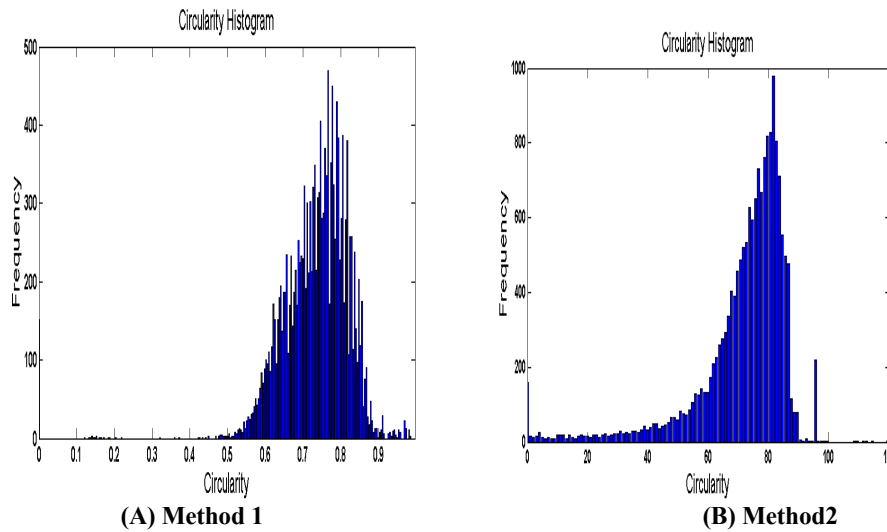 Circularity Histogram
500
400
300
200
100
0
Frequency
0 0.1 0.2 0.3 0.4 0.5 0.6 0.7 0.8 0.9
Circularity
(A) Method 1
Circularity Histogram
1000
800
600
400
200
0
Frequency
0 20 40 60 80 100
Circularity
(B) Method2